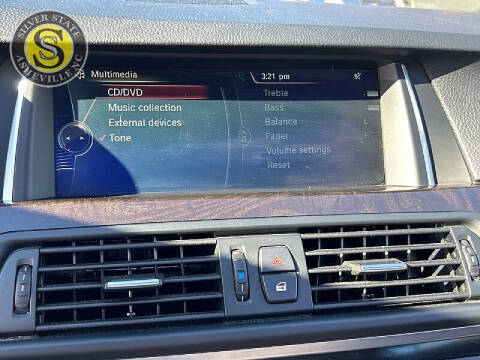 SILVER STATE
S
ASHEVILLE NC
Multimedia
3:21 pm
CD/DVD
Music collection
External devices
Tone
Treble
Bass
Balance
Fader
Volume settings
Reset